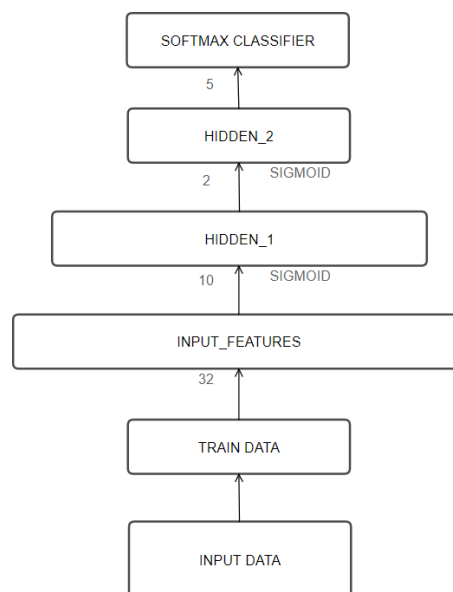 SOFTMAX CLASSIFIER
5
HIDDEN_2
2
SIGMOID
HIDDEN_1
10
SIGMOID
INPUT_FEATURES
32
TRAIN DATA
INPUT DATA